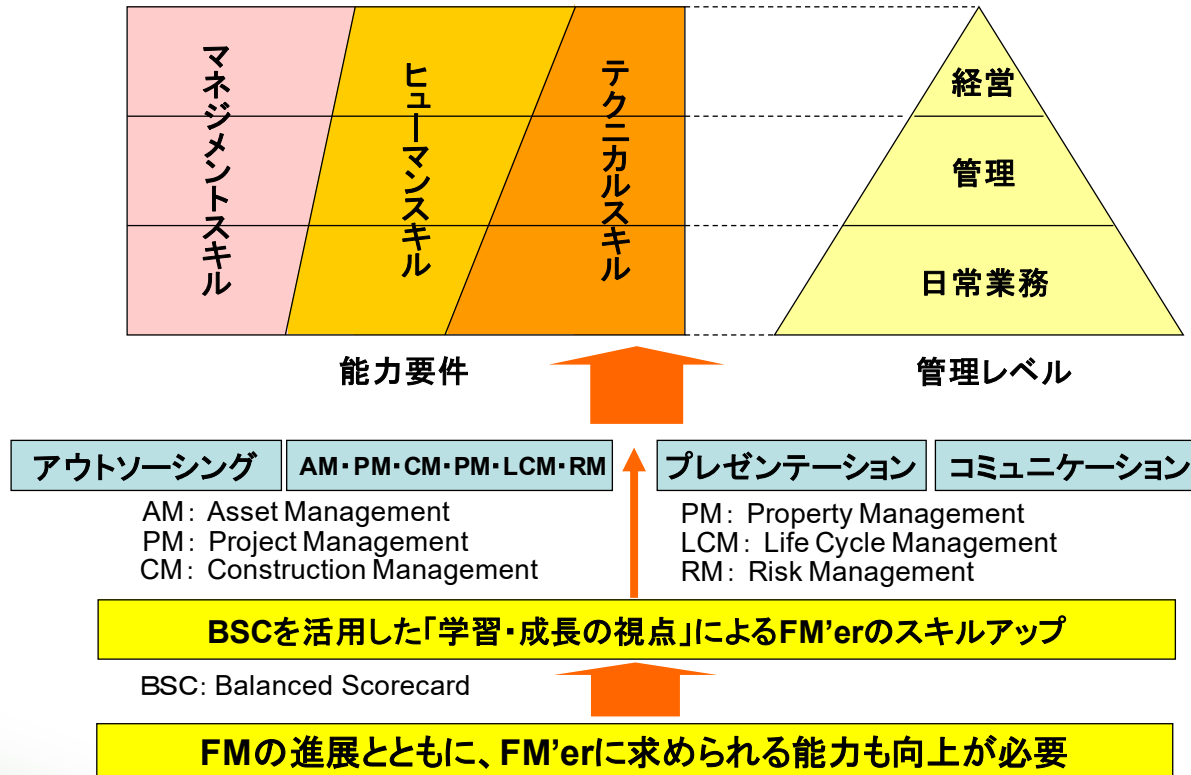 マネジメントスキル
ヒューマンスキル
テクニカルスキル
経営
管理
日常業務
能力要件
管理レベル
アウトソーシング
AM・PM・CM・PM・LCM・RM
プレゼンテーション
コミュニケーション
AM： Asset Management
PM： Project Management
CM： Construction Management
PM： Property Management
LCM： Life Cycle Management
RM： Risk Management
BSCを活用した「学習・成長の視点」によるFM’erのスキルアップ
BSC： Balanced Scorecard
FMの進展とともに、FM’erに求められる能力も向上が必要